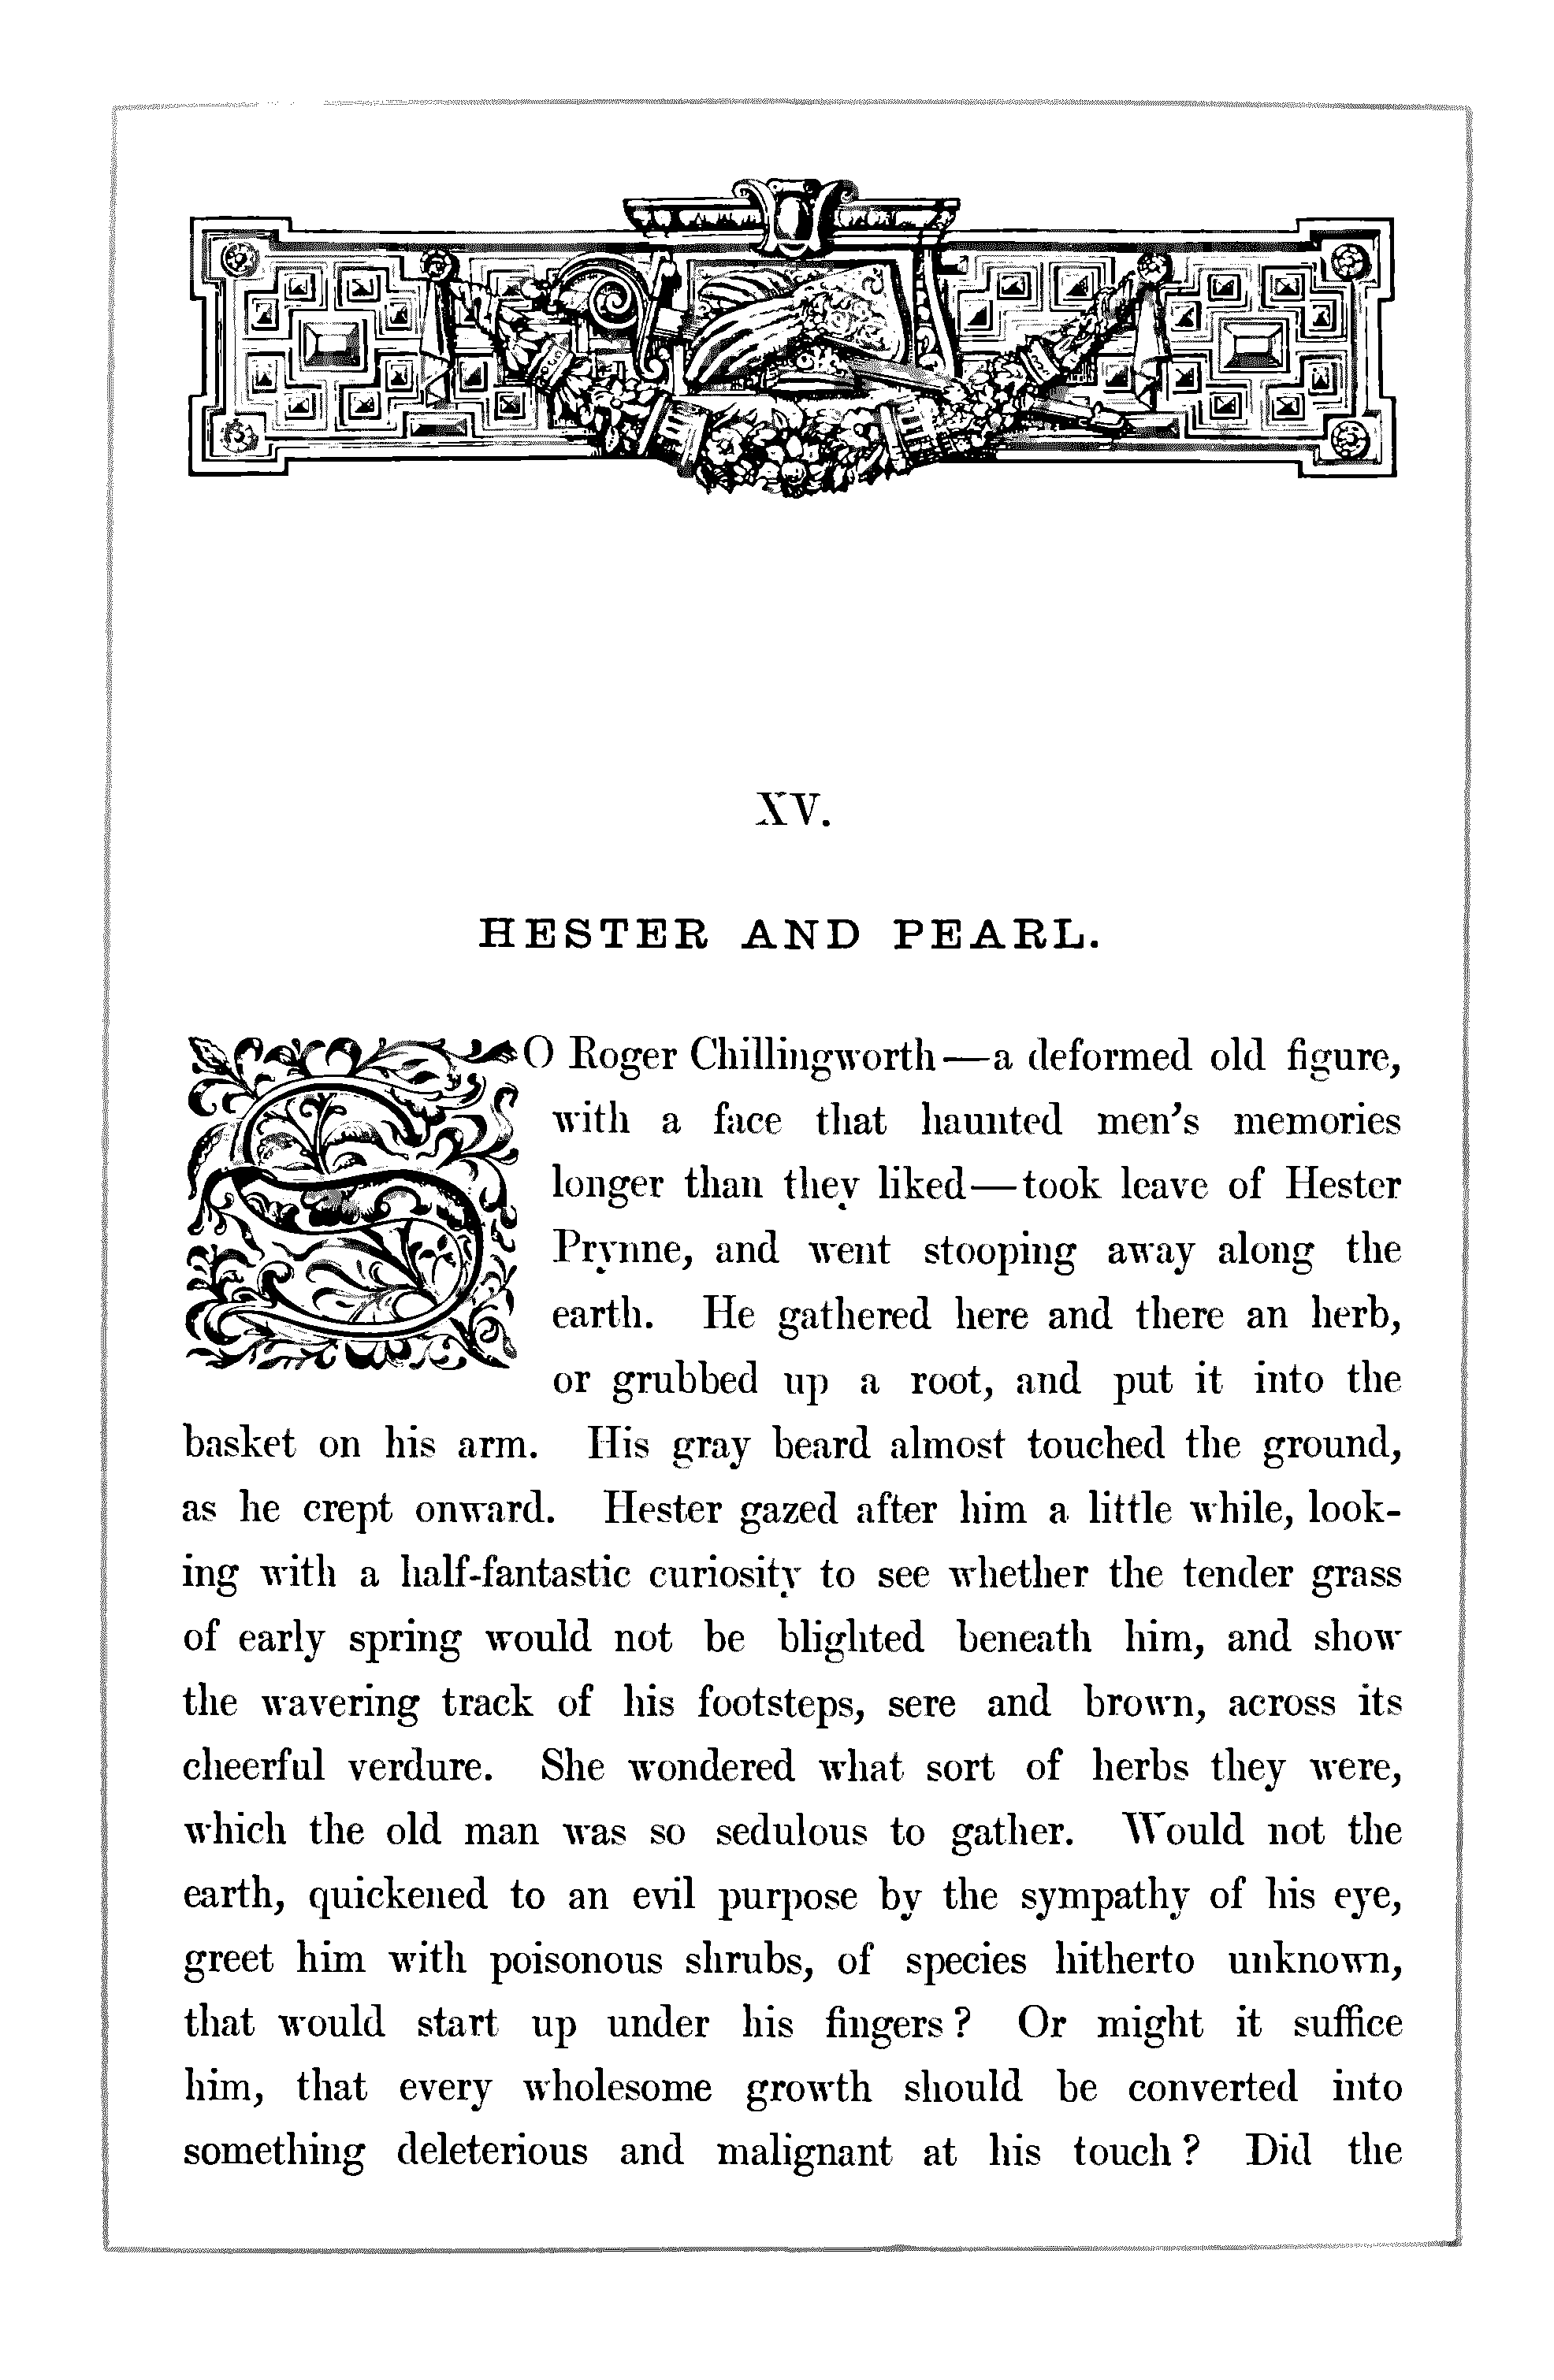 XV.
HESTER AND PEARL.
SO Roger Chillingworth—a deformed old figure,
with a face that haunted men's memories
longer than they liked—took leave of Hester
Prynne, and went stooping away along the
earth. He gathered here and there an herb,
or grubbed up a root, and put it into the
basket on his arm. His gray beard almost touched the ground,
as he crept onward. Hester gazed after him a little while, look-
ing with a half-fantastic curiosity to see whether the tender grass
of early spring would not be blighted beneath him, and show
the wavering track of his footsteps, sere and brown, across its
cheerful verdure. She wondered what sort of herbs they were,
which the old man was so sedulous to gather. Would not the
earth, quickened to an evil purpose by the sympathy of his eye,
greet him with poisonous shrubs, of species hitherto unknown,
that would start up under his fingers? Or might it suffice
him, that every wholesome growth should be converted into
something deleterious and malignant at his touch? Did the